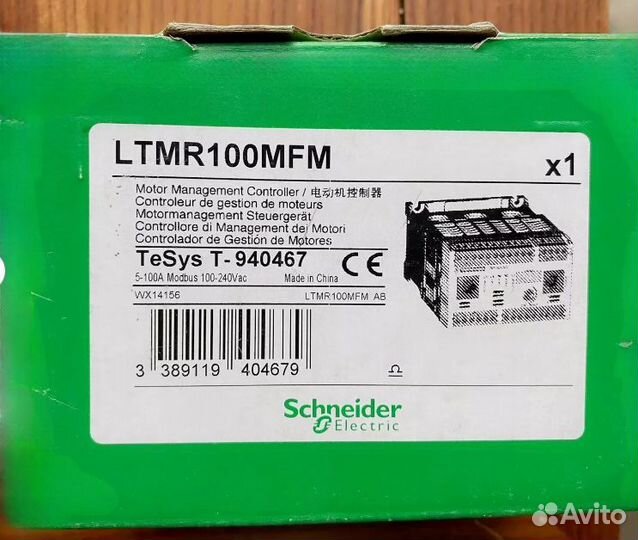 LTMR100MFM x1
Motor Management Controller / 电动机控制器
Controleur de gestion de moteurs
Motormanagement Steuergerät
Controllore di Management dei Motori
Controlador de Gestión de Motores
TeSys T- 940467 CE
5-100A Modbus 100-240Vac Made in China
WX14156 LTMR100MFM AB
3 389119 404679
Schneider
Electric
Avito